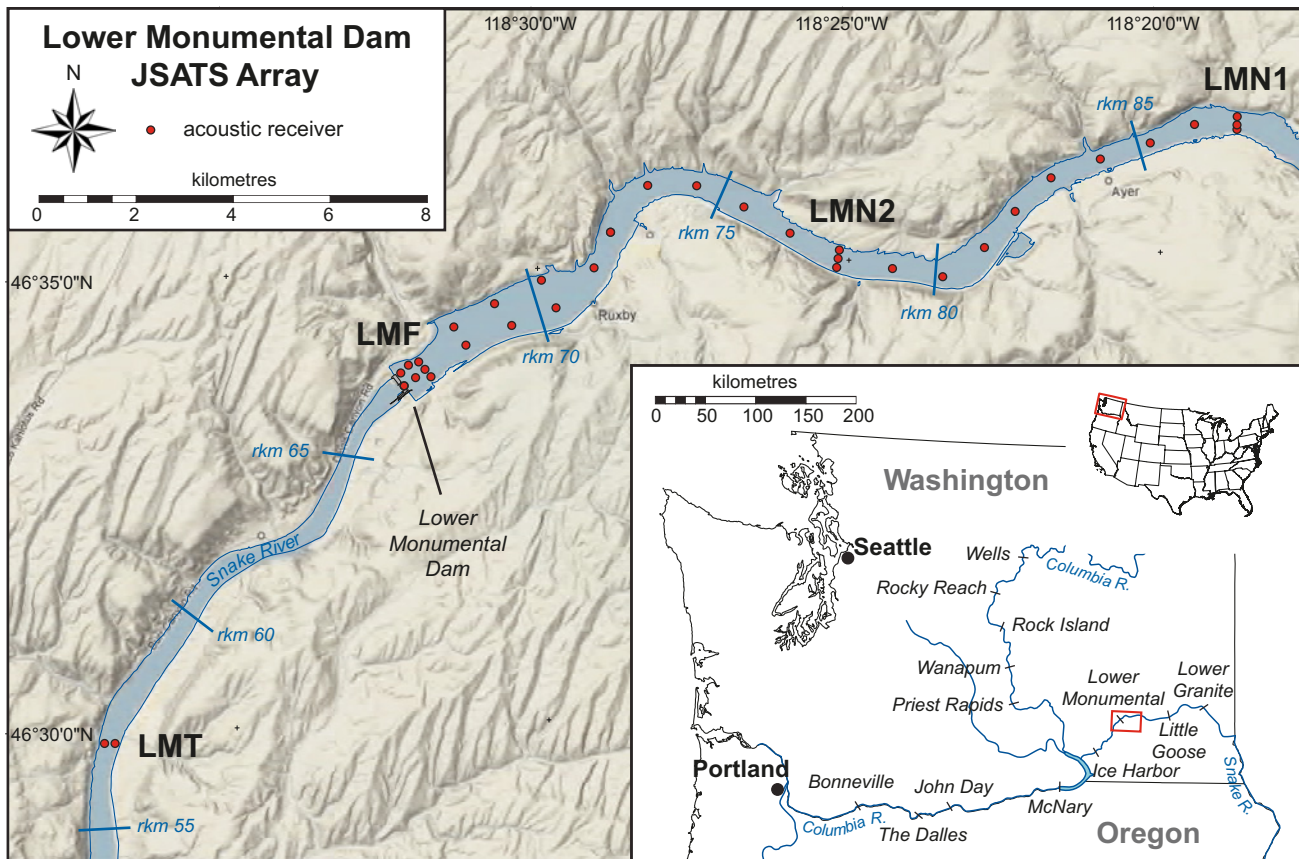 Lower Monumental Dam
JSATS Array
N
acoustic receiver
kilometres
0 2 4 6 8
118°30'0"W
118°25'0"W
118°20'0"W
LMN1
rkm 85
Ayer
LMN2
rkm 75
rkm 80
46°35'0"N
Ruxby
rkm 70
LMF
rkm 65
Lower
Monumental
Dam
Snake River
rkm 60
46°30'0"N
LMT
rkm 55
kilometres
0 50 100 150 200
Washington
Seattle
Wells
Columbia R.
Rocky Reach
Rock Island
Wanapum
Priest Rapids
Lower
Monumental
Lower
Granite
Little
Goose
Ice Harbor
Snake R.
Portland
Bonneville
John Day
McNary
The Dalles
Columbia R.
Oregon